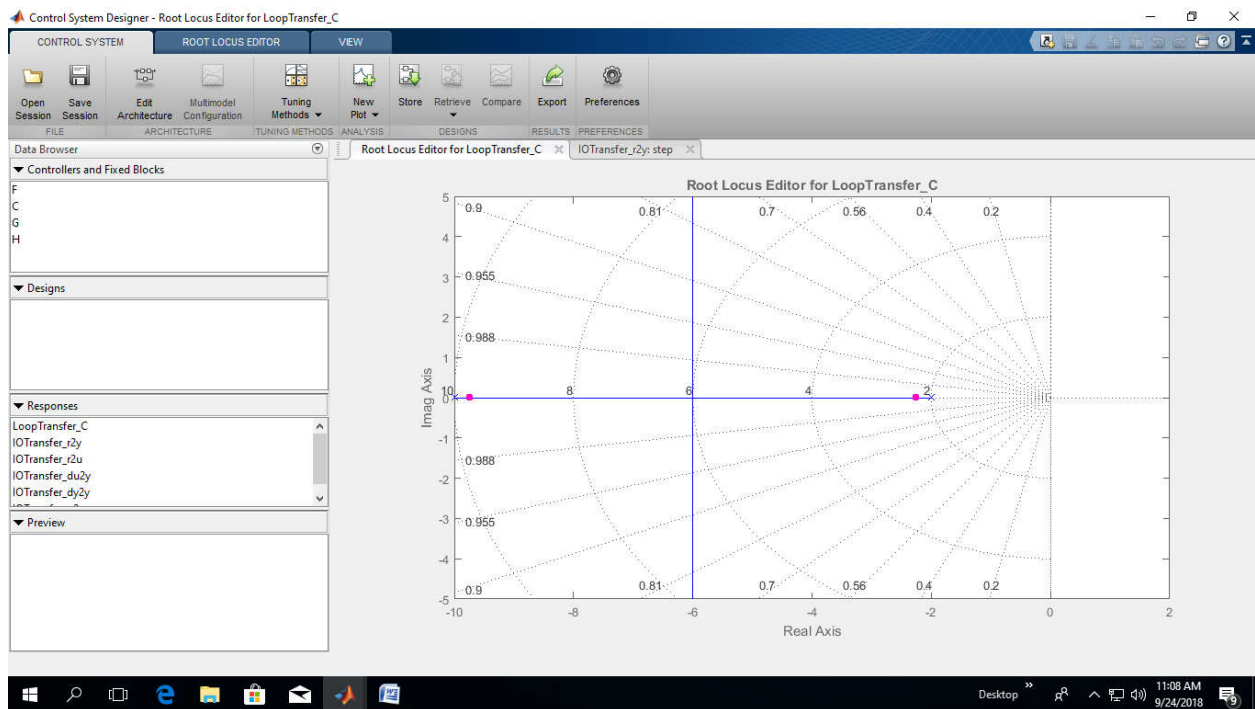 Control System Designer - Root Locus Editor for LoopTransfer_C
CONTROL SYSTEM ROOT LOCUS EDITOR VIEW
Open Session
Save Session
Edit Architecture
Multimodel Configuration
Tuning Methods
New Plot
Store
Retrieve
Compare
Export
Preferences
FILE ARCHITECTURE TUNING METHODS ANALYSIS DESIGNS RESULTS PREFERENCES
Data Browser
Controllers and Fixed Blocks
F
C
G
H
Designs
Responses
LoopTransfer_C
IOTransfer_r2y
IOTransfer_r2u
IOTransfer_du2y
IOTransfer_dy2y
Preview
Root Locus Editor for LoopTransfer_C IOTransfer_r2y: step
Root Locus Editor for LoopTransfer_C
5
0.9 0.81 0.7 0.56 0.4 0.2
4
3
0.955
2
0.988
1
10 8 6 4 2
0
-1
0.988
-2
-3
0.955
-4
0.9 0.81 0.7 0.56 0.4 0.2
-5
-10 -8 -6 -4 -2 0 2
Imag Axis
Real Axis
Desktop
11:08 AM
9/24/2018
9